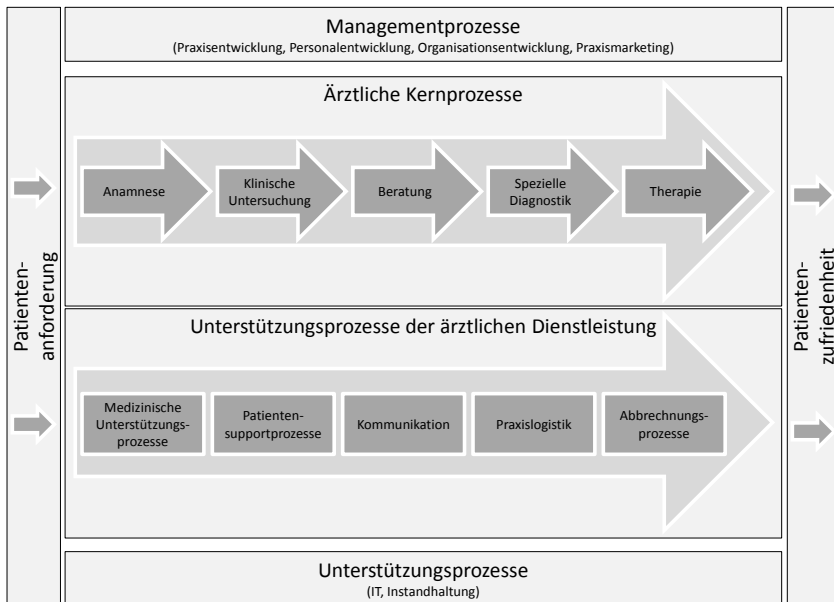 Managementprozesse
(Praxisentwicklung, Personalentwicklung, Organisationsentwicklung, Praxismarketing)
Patienten-
anforderung
Ärztliche Kernprozesse
Anamnese
Klinische
Untersuchung
Beratung
Spezielle
Diagnostik
Therapie
Unterstützungsprozesse der ärztlichen Dienstleistung
Medizinische
Unterstützungs-
prozesse
Patienten-
supportprozesse
Kommunikation
Praxislogistik
Abbrechnungs-
prozesse
Patienten-
zufriedenheit
Unterstützungsprozesse
(IT, Instandhaltung)